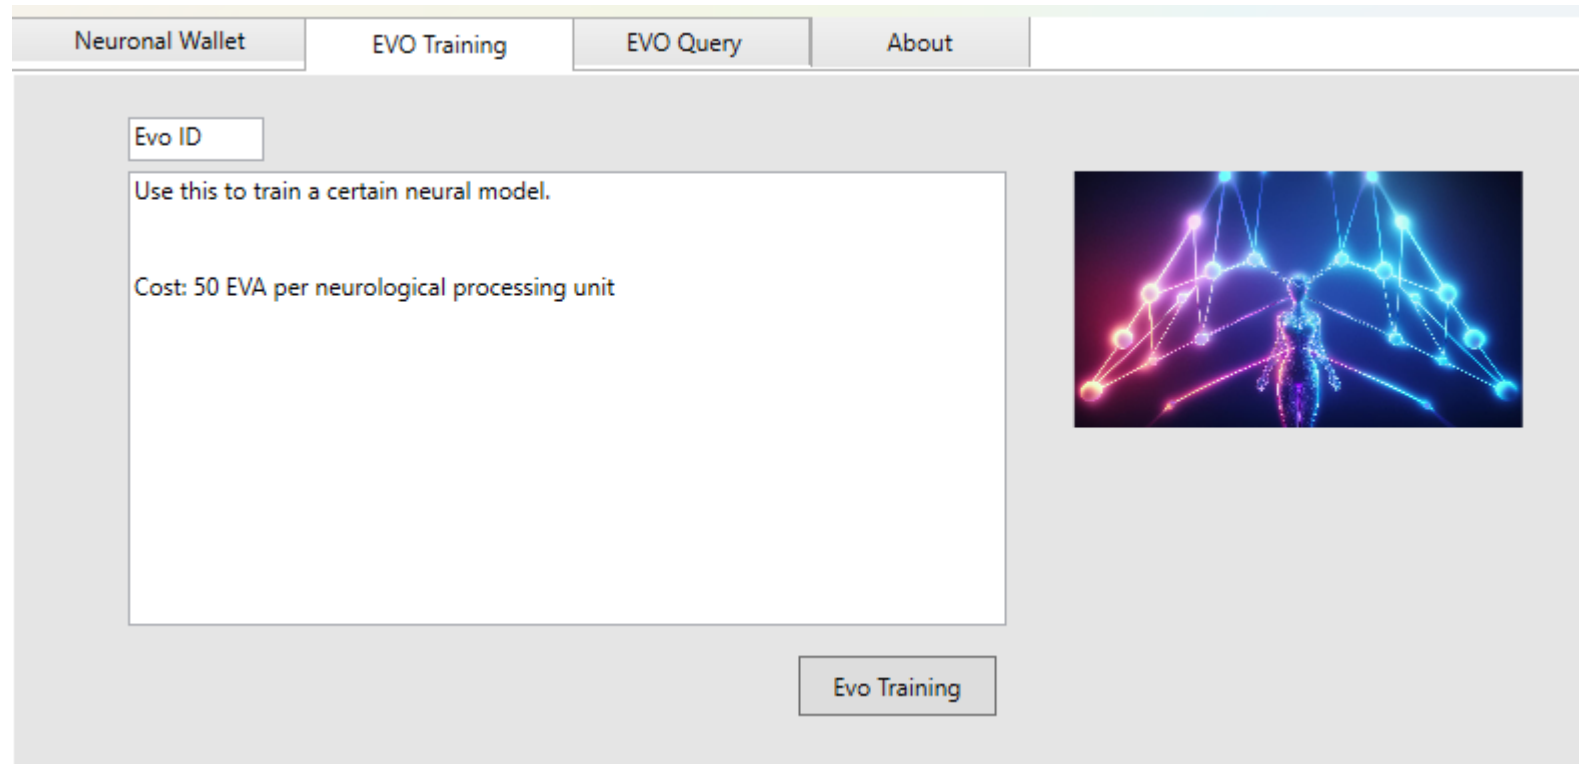 Neuronal Wallet
EVO Training
EVO Query
About
Evo ID
Use this to train a certain neural model.
Cost: 50 EVA per neurological processing unit
Evo Training